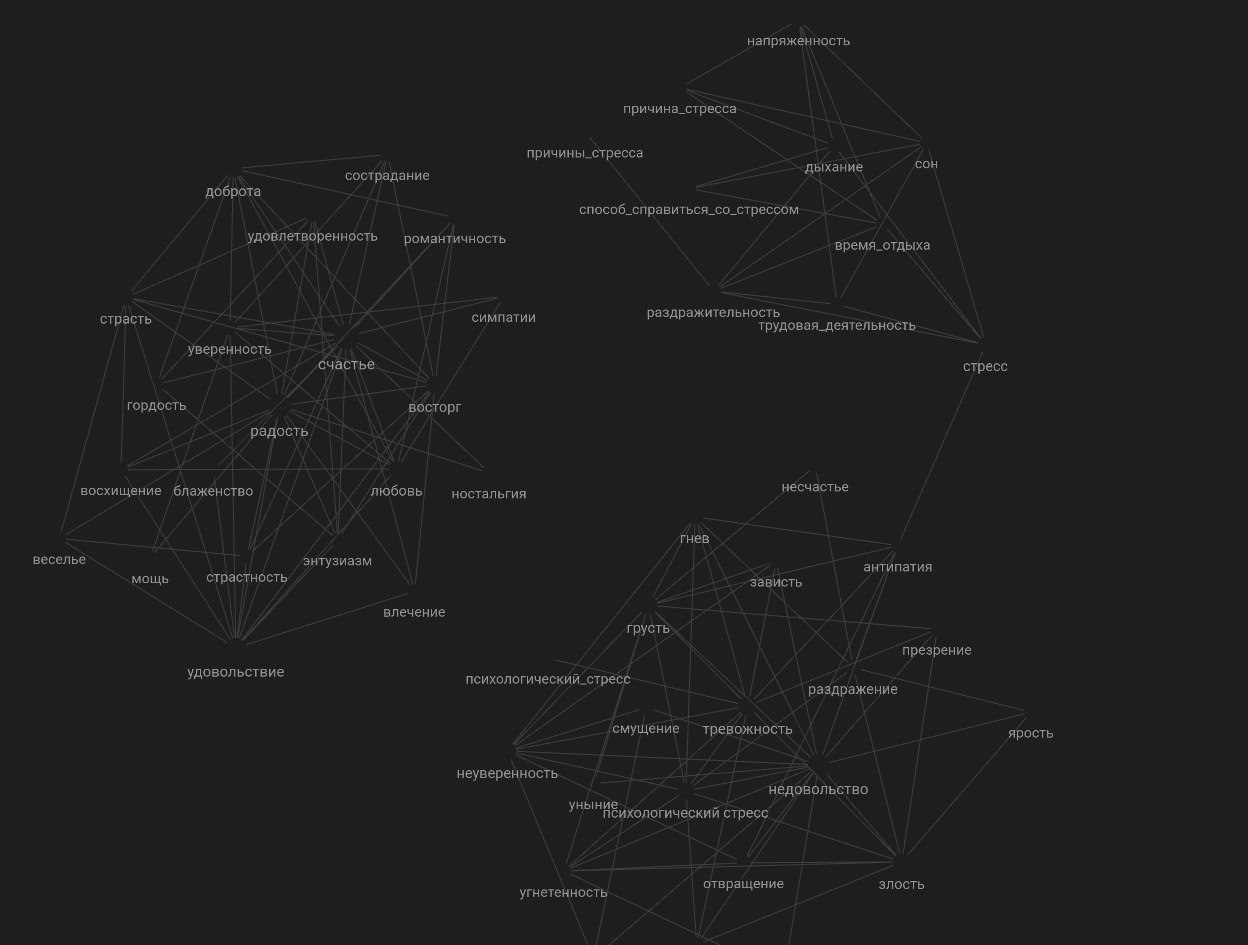 напряженность
причина_стресса
причины_стресса
дыхание
сон
сострадание
доброта
способ_справиться_со_стрессом
удовлетворенность
романтичность
время_отдыха
раздражительность
симпатии
страсть
трудовая_деятельность
уверенность
счастье
стресс
гордость
восторг
радость
несчастье
восхищение
блаженство
любовь
ностальгия
гнев
веселье
энтузиазм
антипатия
мощь
страстность
зависть
влечение
грусть
презрение
удовольствие
психологический_стресс
раздражение
смущение
тревожность
ярость
неуверенность
недовольство
уныние
психологический стресс
отвращение
злость
угнетенность